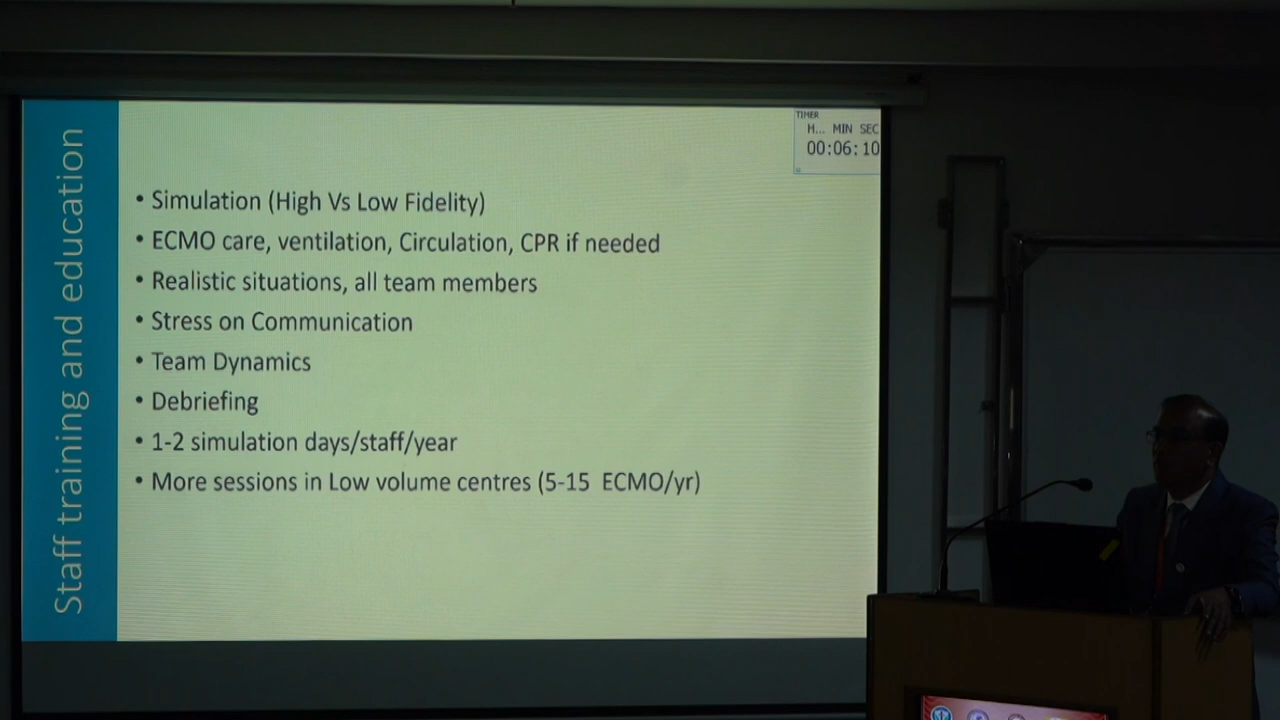 Staff training and education
TIMER
H... MIN SEC
00:06:10
• Simulation (High Vs Low Fidelity)
• ECMO care, ventilation, Circulation, CPR if needed
• Realistic situations, all team members
• Stress on Communication
• Team Dynamics
• Debriefing
• 1-2 simulation days/staff/year
• More sessions in Low volume centres (5-15 ECMO/yr)